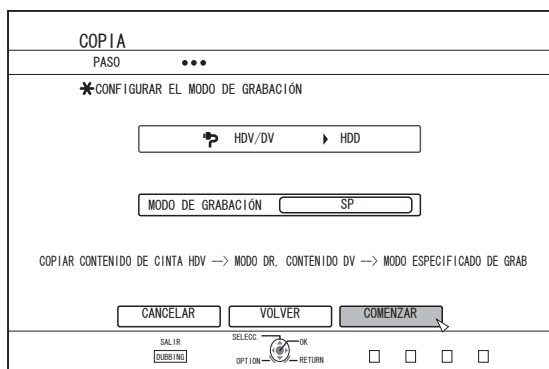 COPIA
PASO
*CONFIGURAR EL MODO DE GRABACIÓN
HDV/DV HDD
MODO DE GRABACIÓN SP
COPIAR CONTENIDO DE CINTA HDV --> MODO DR, CONTENIDO DV --> MODO ESPECIFICADO DE GRAB
CANCELAR VOLVER COMENZAR
SALIR SELECC. OK
DUBBING OPTION RETURN